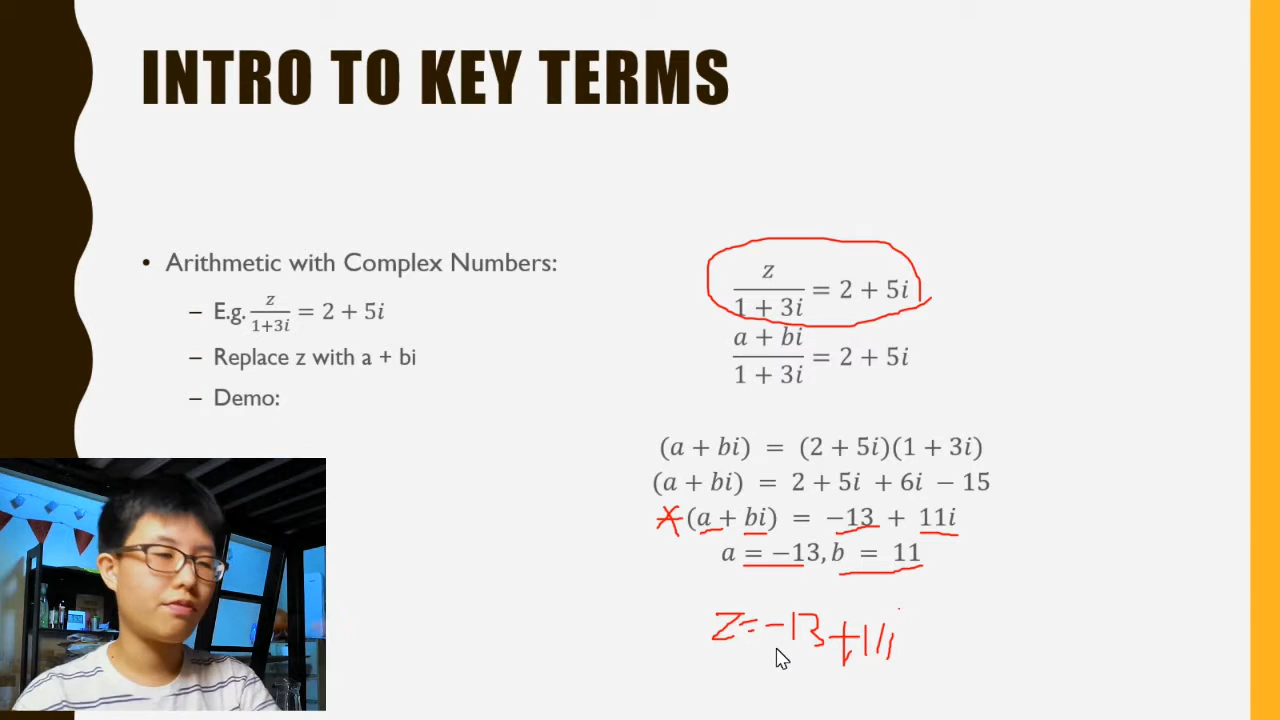 INTRO TO KEY TERMS
• Arithmetic with Complex Numbers:
– E.g. z/(1+3i) = 2 + 5i
– Replace z with a + bi
– Demo:
z/(1 + 3i) = 2 + 5i
(a + bi)/(1 + 3i) = 2 + 5i
(a + bi) = (2 + 5i)(1 + 3i)
(a + bi) = 2 + 5i + 6i − 15
(a + bi) = −13 + 11i
a = −13, b = 11
z = -13 + 11i